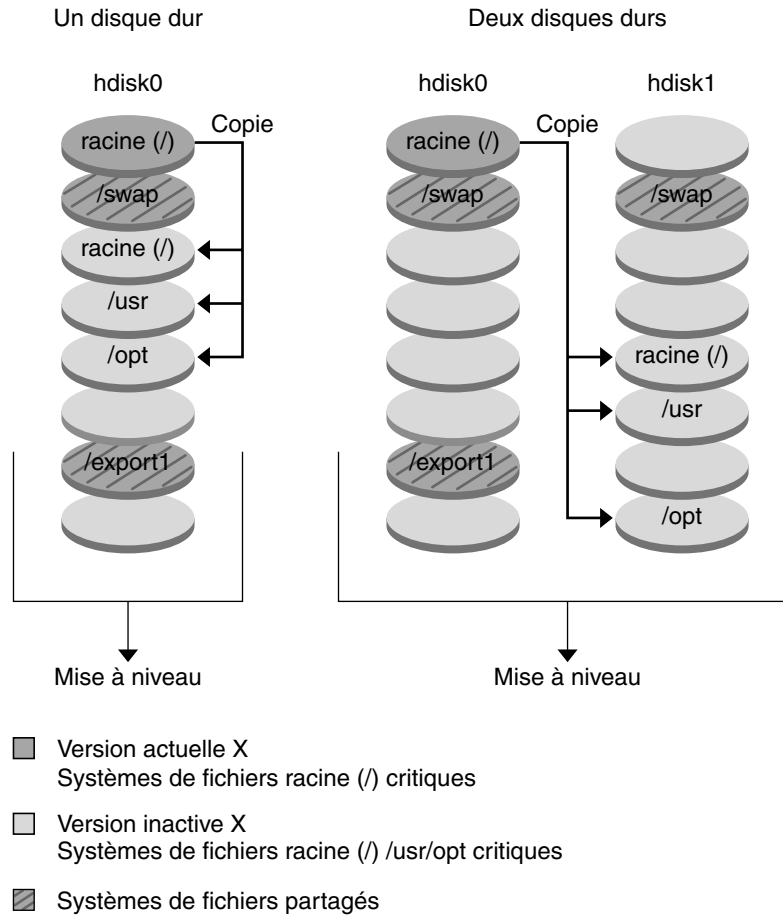 Un disque dur
Deux disques durs
hdisk0
hdisk0
hdisk1
racine (/)
Copie
/swap
racine (/)
/usr
/opt
/export1
racine (/)
Copie
/swap
/export1
/swap
racine (/)
/usr
/opt
Mise à niveau
Mise à niveau
Version actuelle X
Systèmes de fichiers racine (/) critiques
Version inactive X
Systèmes de fichiers racine (/) /usr/opt critiques
Systèmes de fichiers partagés